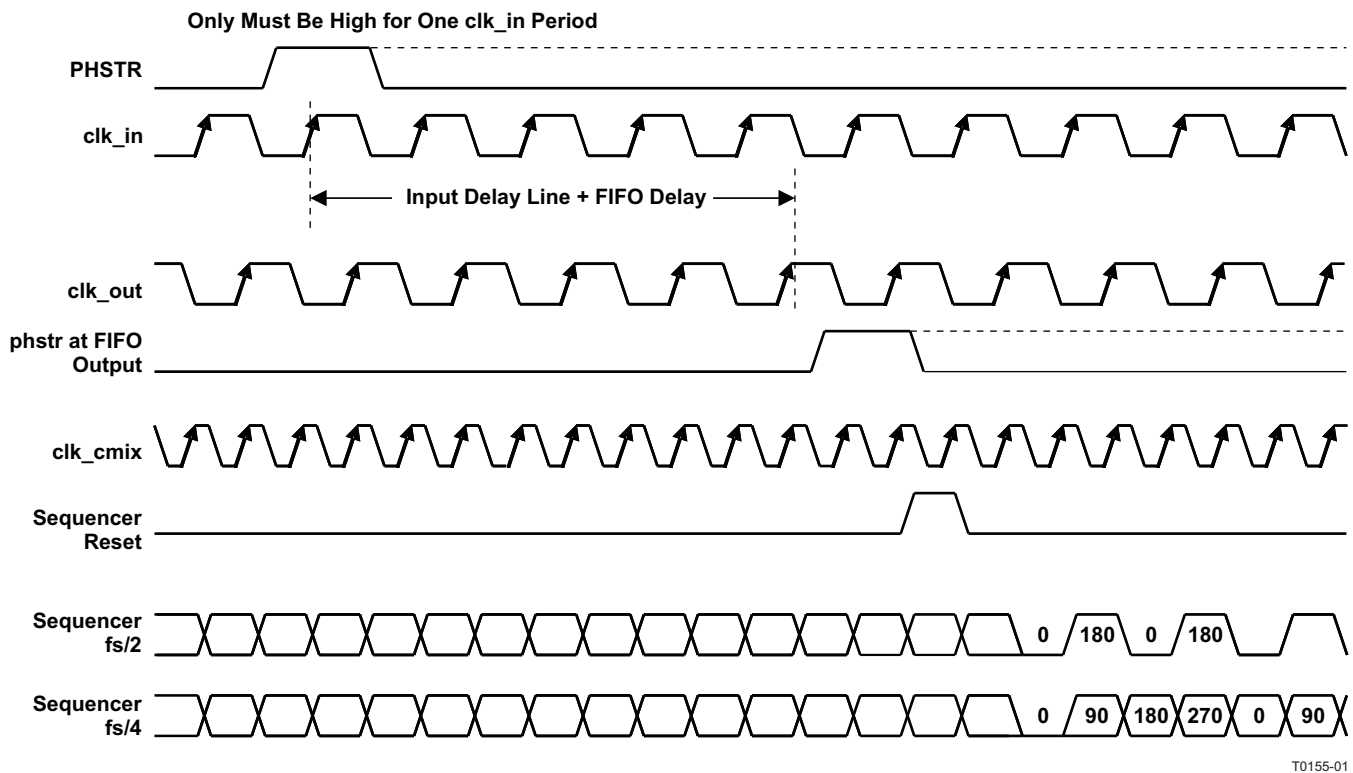 Only Must Be High for One clk_in Period
PHSTR
clk_in
Input Delay Line + FIFO Delay
clk_out
phstr at FIFO
Output
clk_cmix
Sequencer
Reset
Sequencer
fs/2
0 180 0 180
Sequencer
fs/4
0 90 180 270 0 90
T0155-01